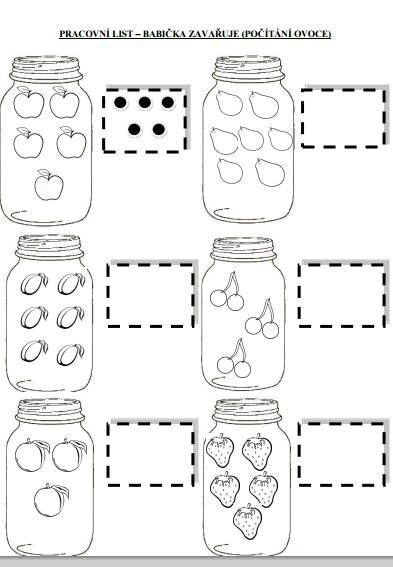 PRACOVNÍ LIST – BABIČKA ZAVAŘUJE (POČÍTÁNÍ OVOCE)